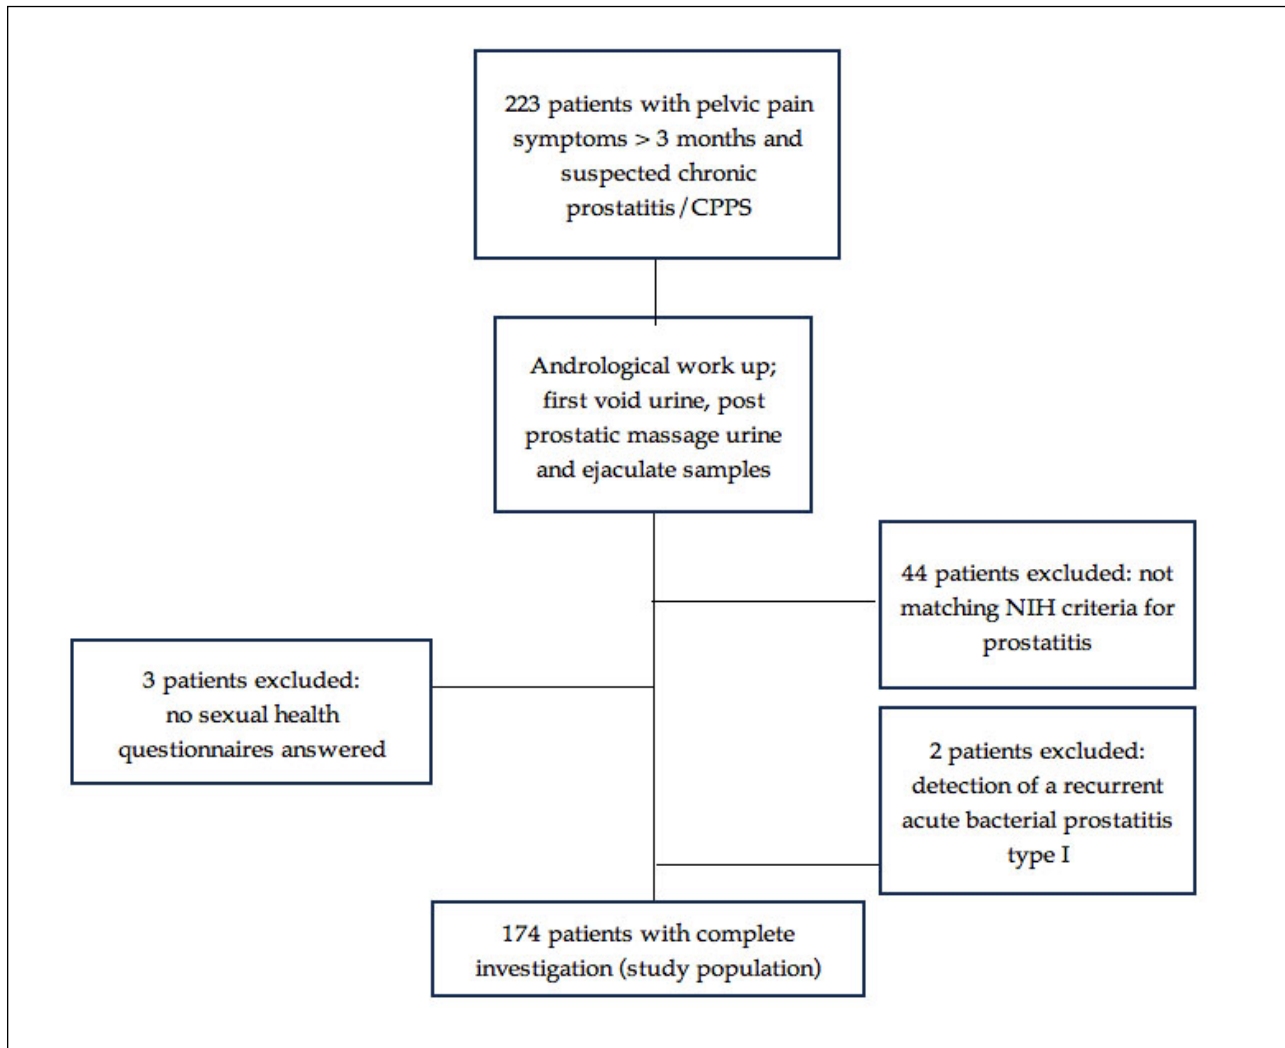 223 patients with pelvic pain
symptoms > 3 months and
suspected chronic
prostatitis/CPPS
Andrological work up;
first void urine, post
prostatic massage urine
and ejaculate samples
44 patients excluded: not
matching NIH criteria for
prostatitis
3 patients excluded:
no sexual health
questionnaires answered
2 patients excluded:
detection of a recurrent
acute bacterial prostatitis
type I
174 patients with complete
investigation (study population)